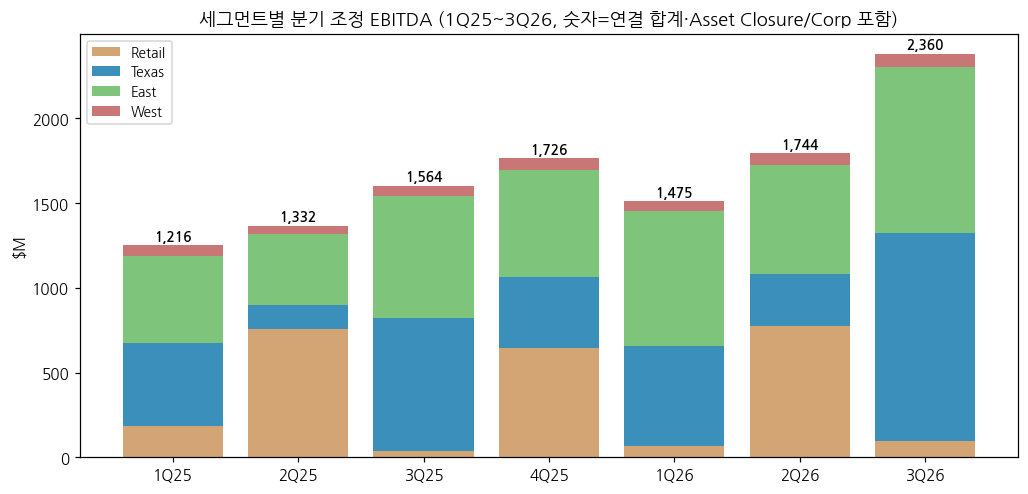 세그먼트별 분기 조정 EBITDA (1Q25~3Q26, 숫자=연결 합계·Asset Closure/Corp 포함)
Retail
Texas
East
West
$M
2000
1500
1000
500
0
1,216
1,332
1,564
1,726
1,475
1,744
2,360
1Q25
2Q25
3Q25
4Q25
1Q26
2Q26
3Q26